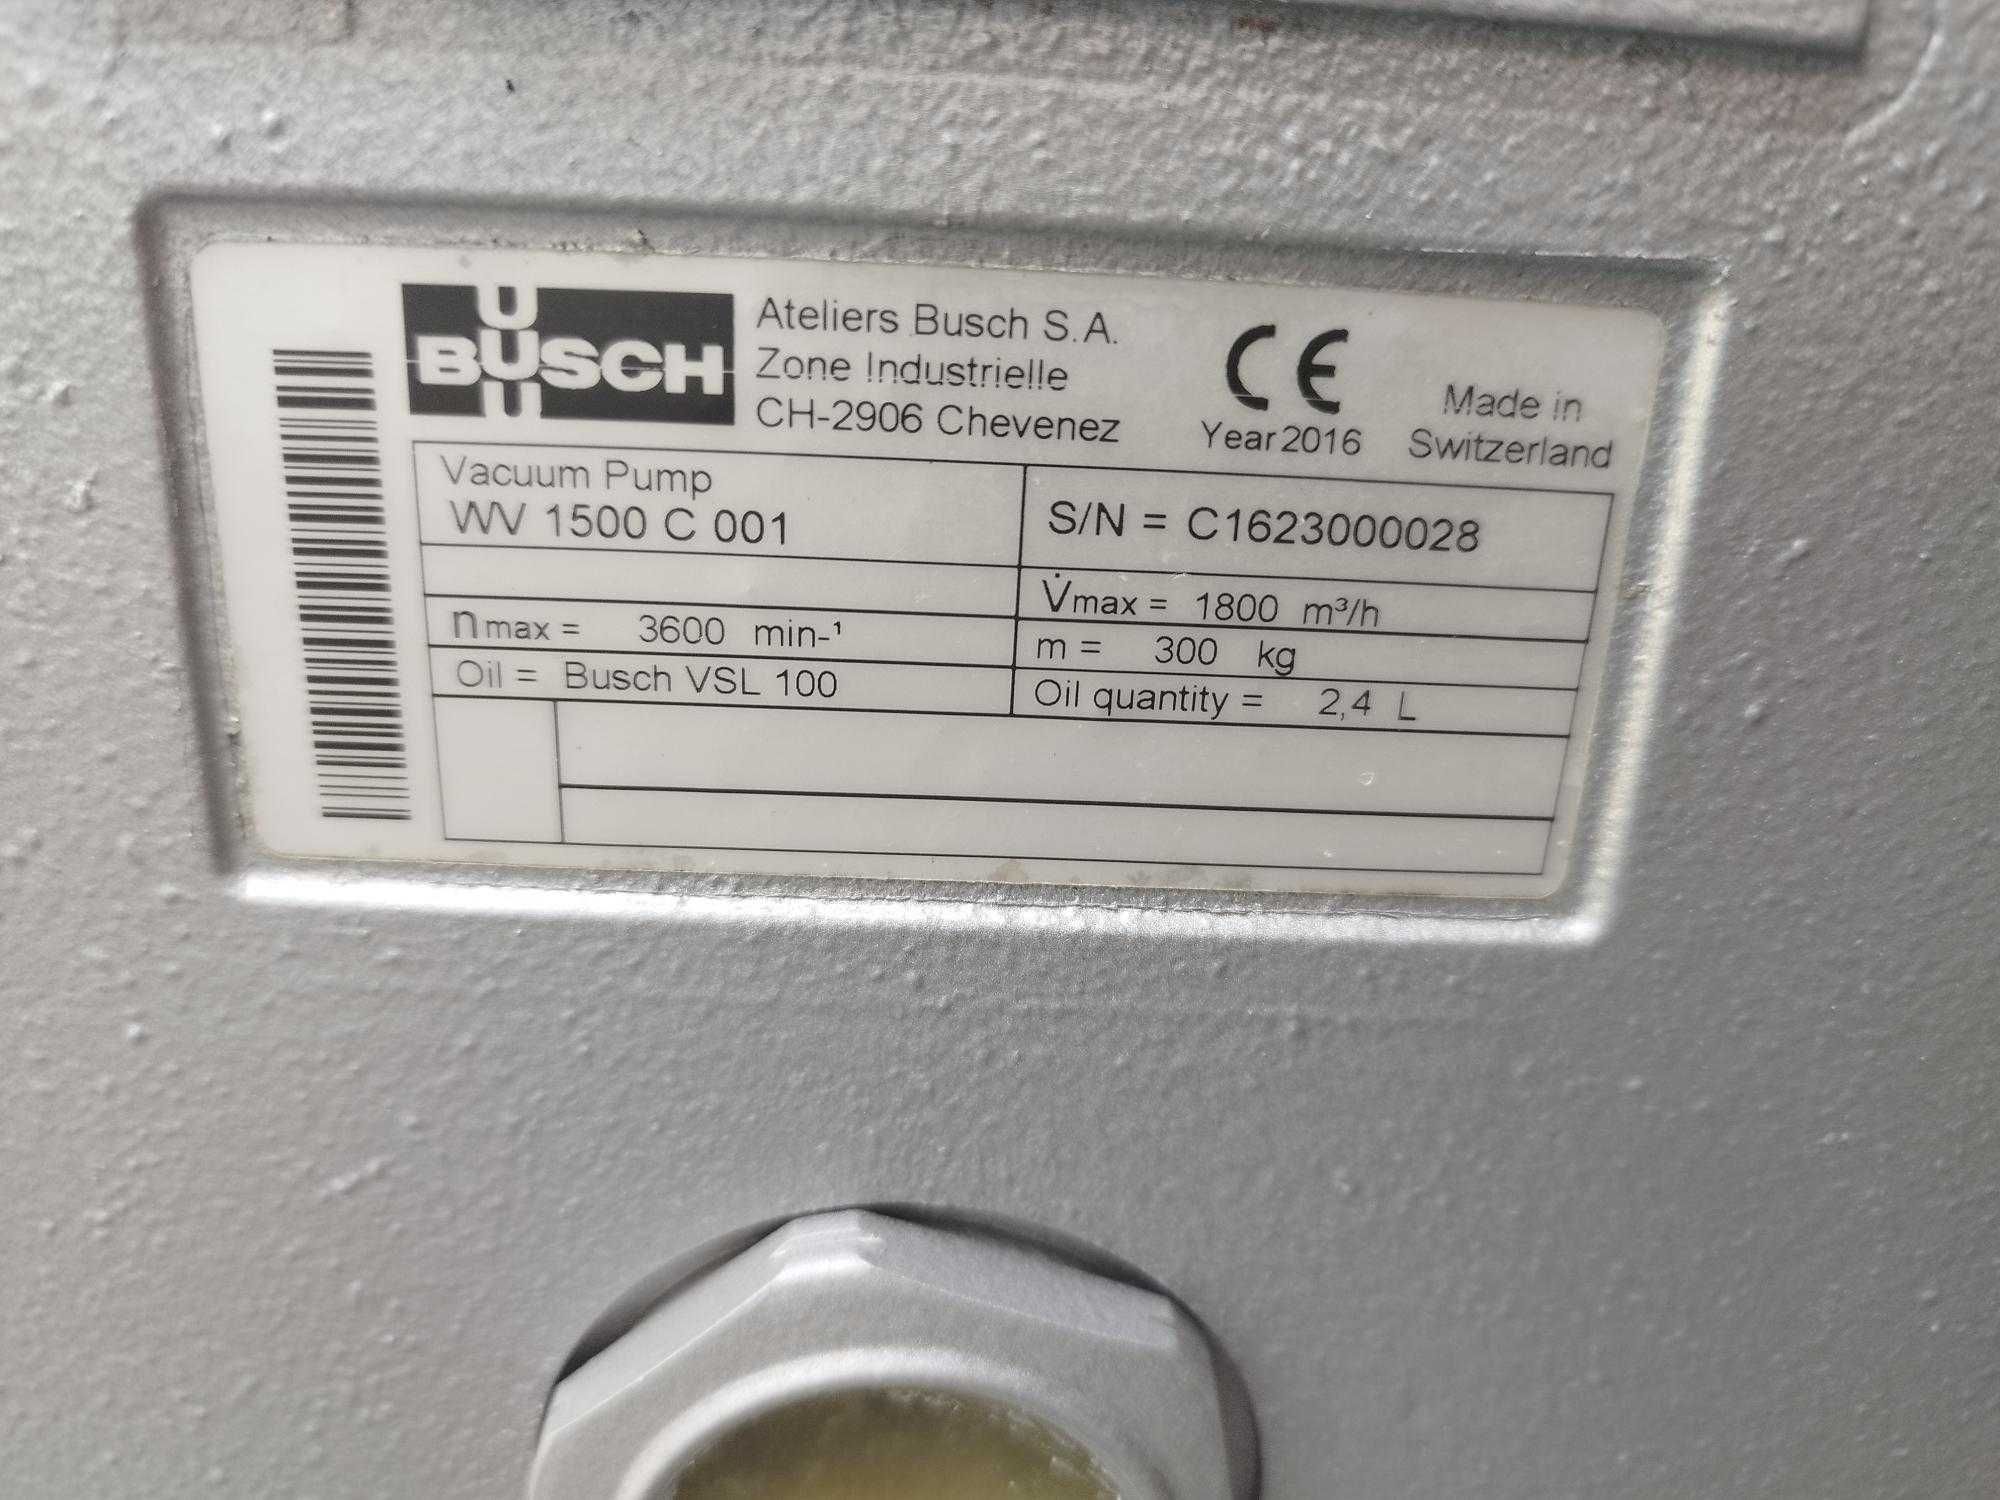 BUSCH
Ateliers Busch S.A.
Zone Industrielle
CH-2906 Chevenez
CE
Year 2016
Made in
Switzerland
Vacuum Pump
WV 1500 C 001
S/N = C1623000028
V̇max = 1800 m³/h
nmax = 3600 min-¹
m = 300 kg
Oil = Busch VSL 100
Oil quantity = 2,4 L